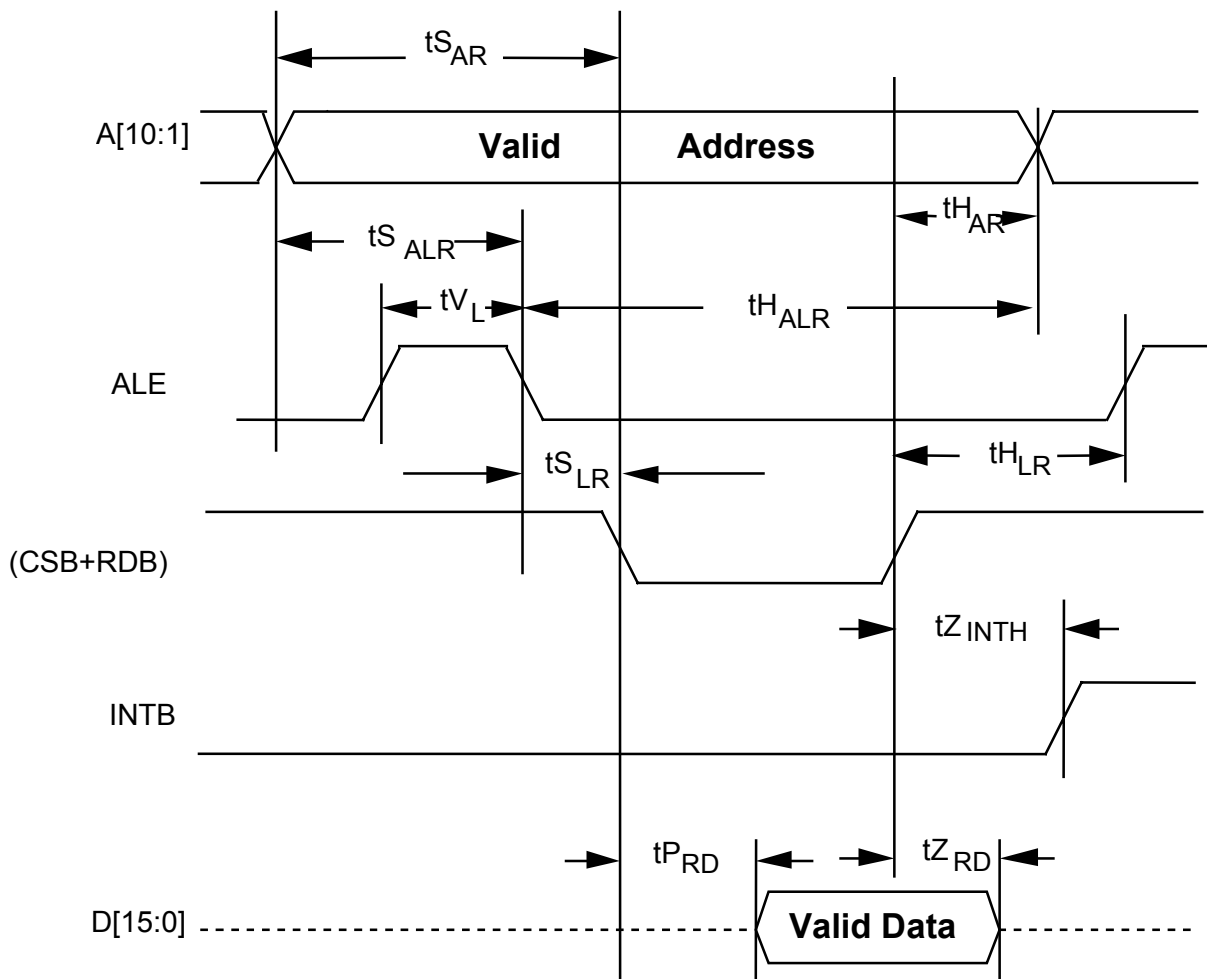 tSAR
A[10:1]
Valid Address
tHAR
tSALR
tVL
tHALR
ALE
tSLR
tHLR
(CSB+RDB)
tZINTH
INTB
tPRD
tZRD
D[15:0]
Valid Data